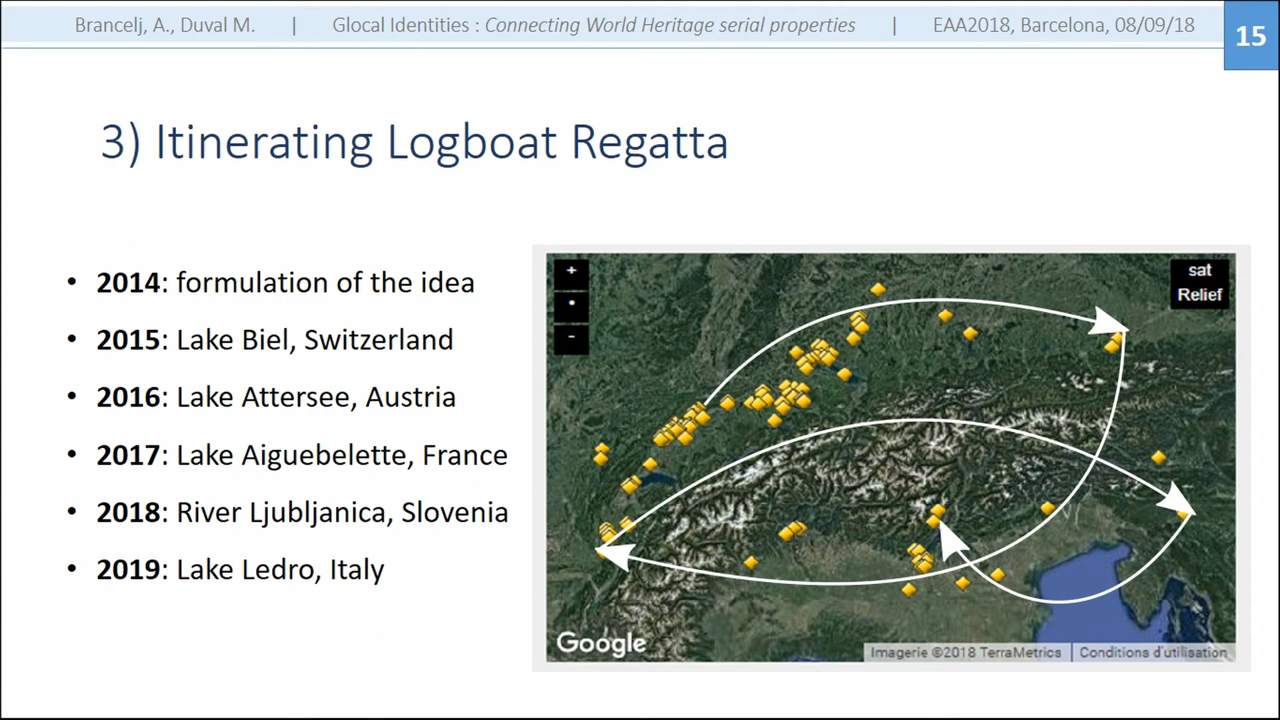 Brancelj, A., Duval M. | Glocal Identities : Connecting World Heritage serial properties | EAA2018, Barcelona, 08/09/18
15
3) Itinerating Logboat Regatta
• 2014: formulation of the idea
• 2015: Lake Biel, Switzerland
• 2016: Lake Attersee, Austria
• 2017: Lake Aiguebelette, France
• 2018: River Ljubljanica, Slovenia
• 2019: Lake Ledro, Italy
+
•
-
sat
Relief
Google
Imagerie ©2018 TerraMetrics | Conditions d'utilisation